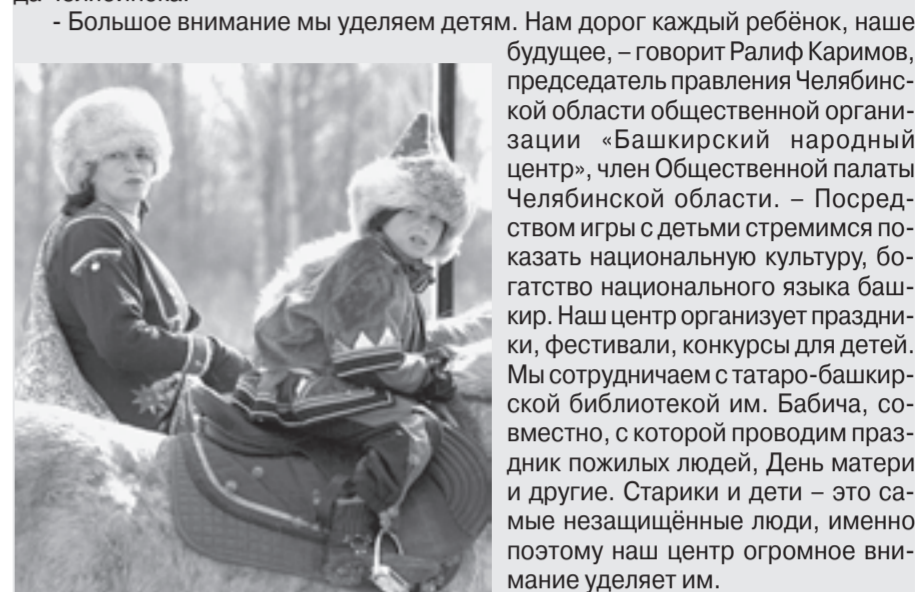 - Большое внимание мы уделяем детям. Нам дорог каждый ребёнок, наше
будущее, – говорит Ралиф Каримов,
председатель правления Челябинс-
кой области общественной органи-
зации «Башкирский народный
центр», член Общественной палаты
Челябинской области. – Посред-
ством игры с детьми стремимся по-
казать национальную культуру, бо-
гатство национального языка баш-
кир. Наш центр организует праздни-
ки, фестивали, конкурсы для детей.
Мы сотрудничаем с татаро-башкир-
ской библиотекой им. Бабича, со-
вместно, с которой проводим праз-
дник пожилых людей, День матери
и другие. Старики и дети – это са-
мые незащищённые люди, именно
поэтому наш центр огромное вни-
мание уделяет им.